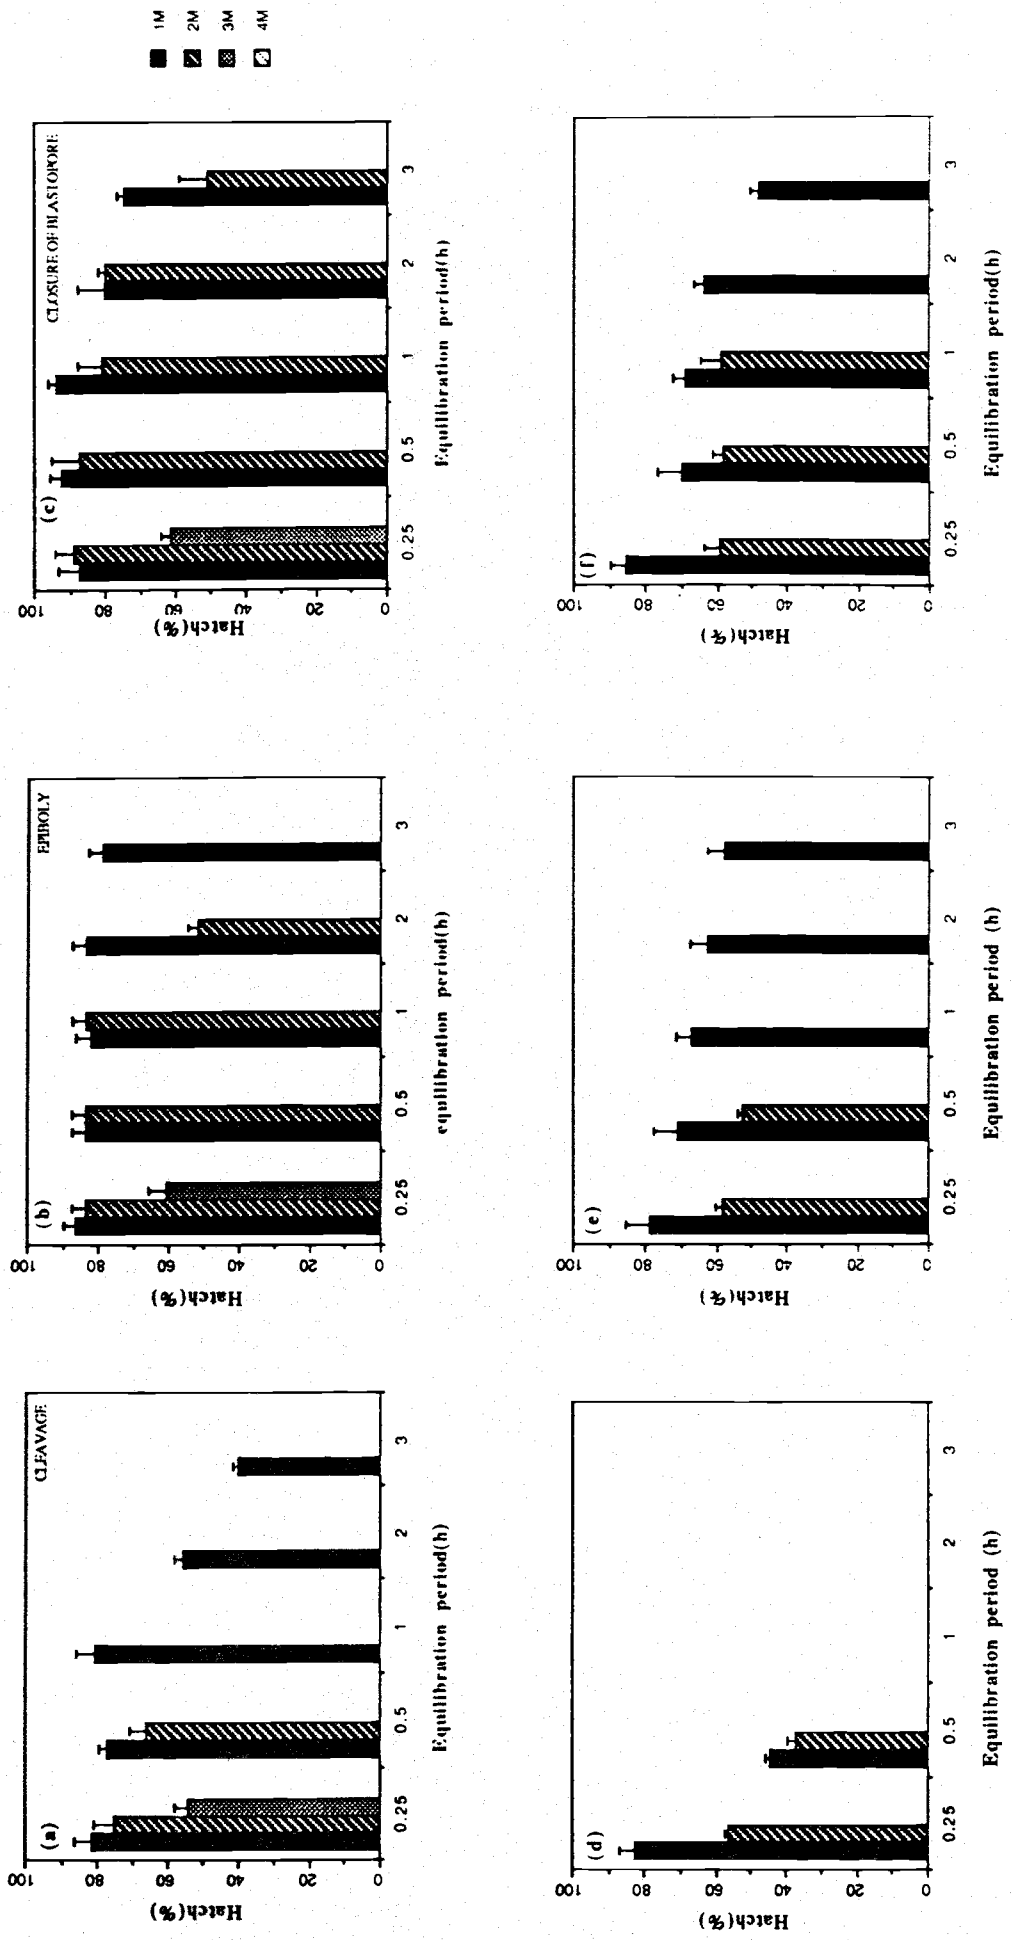 1M
2M
3M
4M
CLEAVAGE
(a)
Hatch(%)
100
80
60
40
20
0
0.25
0.5
1
2
3
Equilibration period(h)
EPIBOLY
(b)
Hatch(%)
100
80
60
40
20
0
0.25
0.5
1
2
3
equilibration period(h)
CLOSURE OF BLASTOPORE
(c)
Hatch(%)
100
80
60
40
20
0
0.25
0.5
1
2
3
Equilibration period(h)
(d)
Hatch(%)
100
80
60
40
20
0
0.25
0.5
1
2
3
Equilibration period (h)
(e)
Hatch(%)
100
80
60
40
20
0
0.25
0.5
1
2
3
Equilibration period (h)
(f)
Hatch(%)
100
80
60
40
20
0
0.25
0.5
1
2
3
Equilibration period(h)